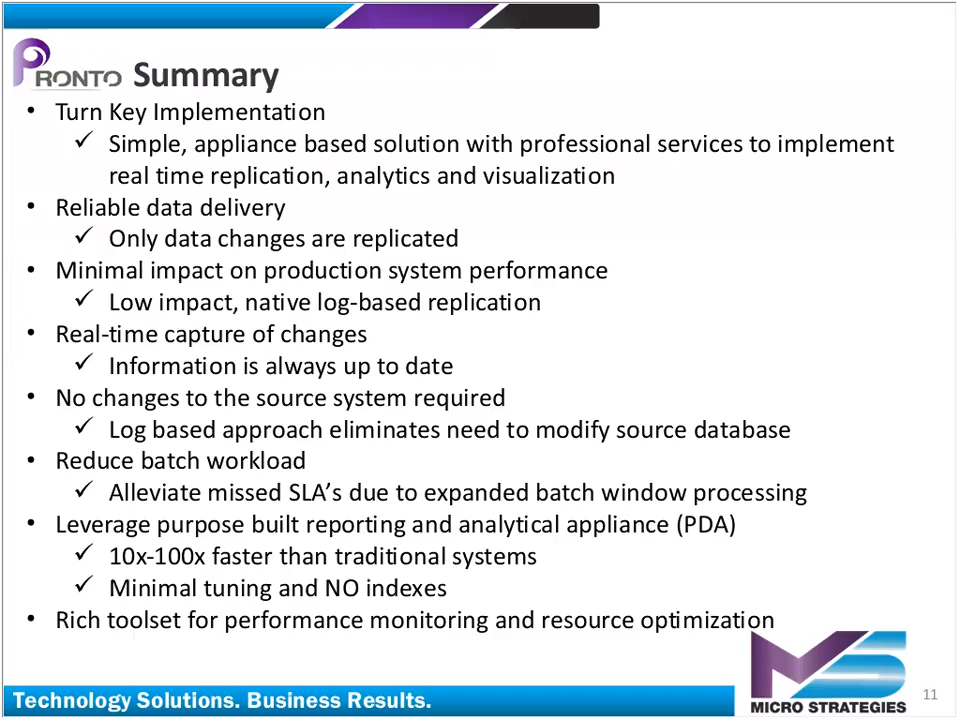 PRONTO Summary
• Turn Key Implementation
✓ Simple, appliance based solution with professional services to implement
real time replication, analytics and visualization
• Reliable data delivery
✓ Only data changes are replicated
• Minimal impact on production system performance
✓ Low impact, native log-based replication
• Real-time capture of changes
✓ Information is always up to date
• No changes to the source system required
✓ Log based approach eliminates need to modify source database
• Reduce batch workload
✓ Alleviate missed SLA’s due to expanded batch window processing
• Leverage purpose built reporting and analytical appliance (PDA)
✓ 10x-100x faster than traditional systems
✓ Minimal tuning and NO indexes
• Rich toolset for performance monitoring and resource optimization
Technology Solutions. Business Results.
MS
MICRO STRATEGIES
11